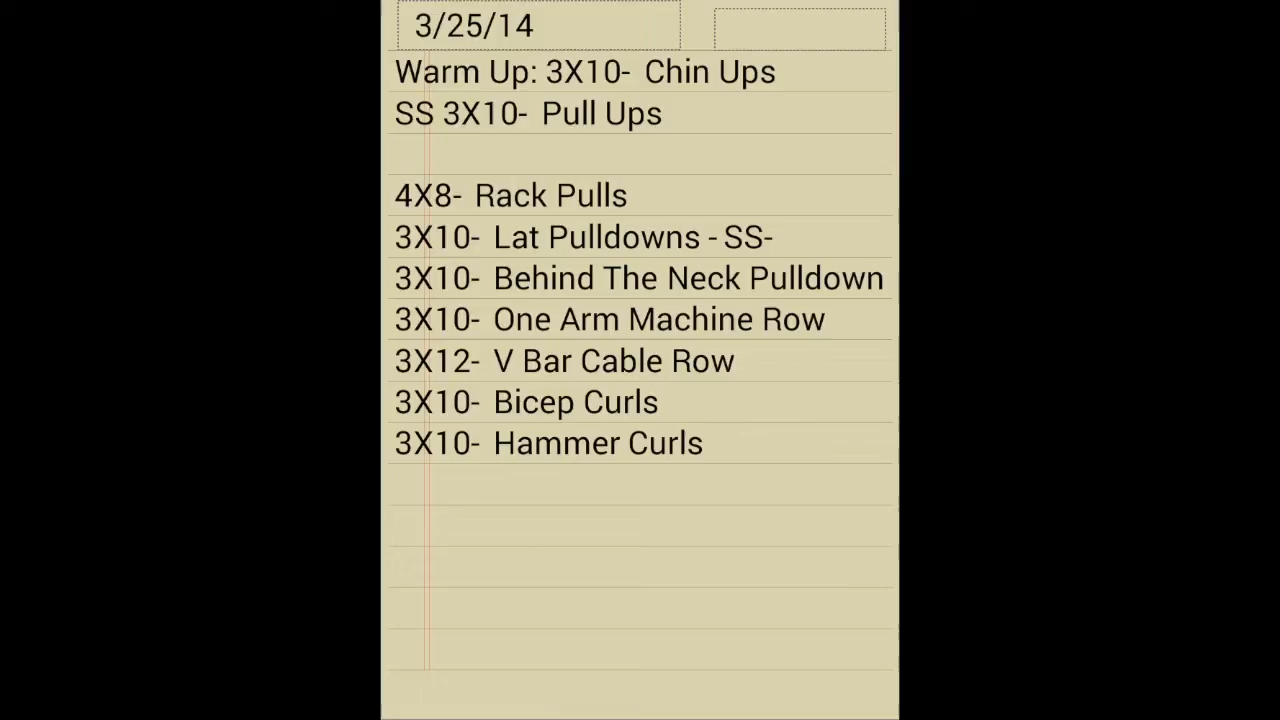 3/25/14
Warm Up: 3X10- Chin Ups
SS 3X10- Pull Ups
4X8- Rack Pulls
3X10- Lat Pulldowns - SS-
3X10- Behind The Neck Pulldown
3X10- One Arm Machine Row
3X12- V Bar Cable Row
3X10- Bicep Curls
3X10- Hammer Curls